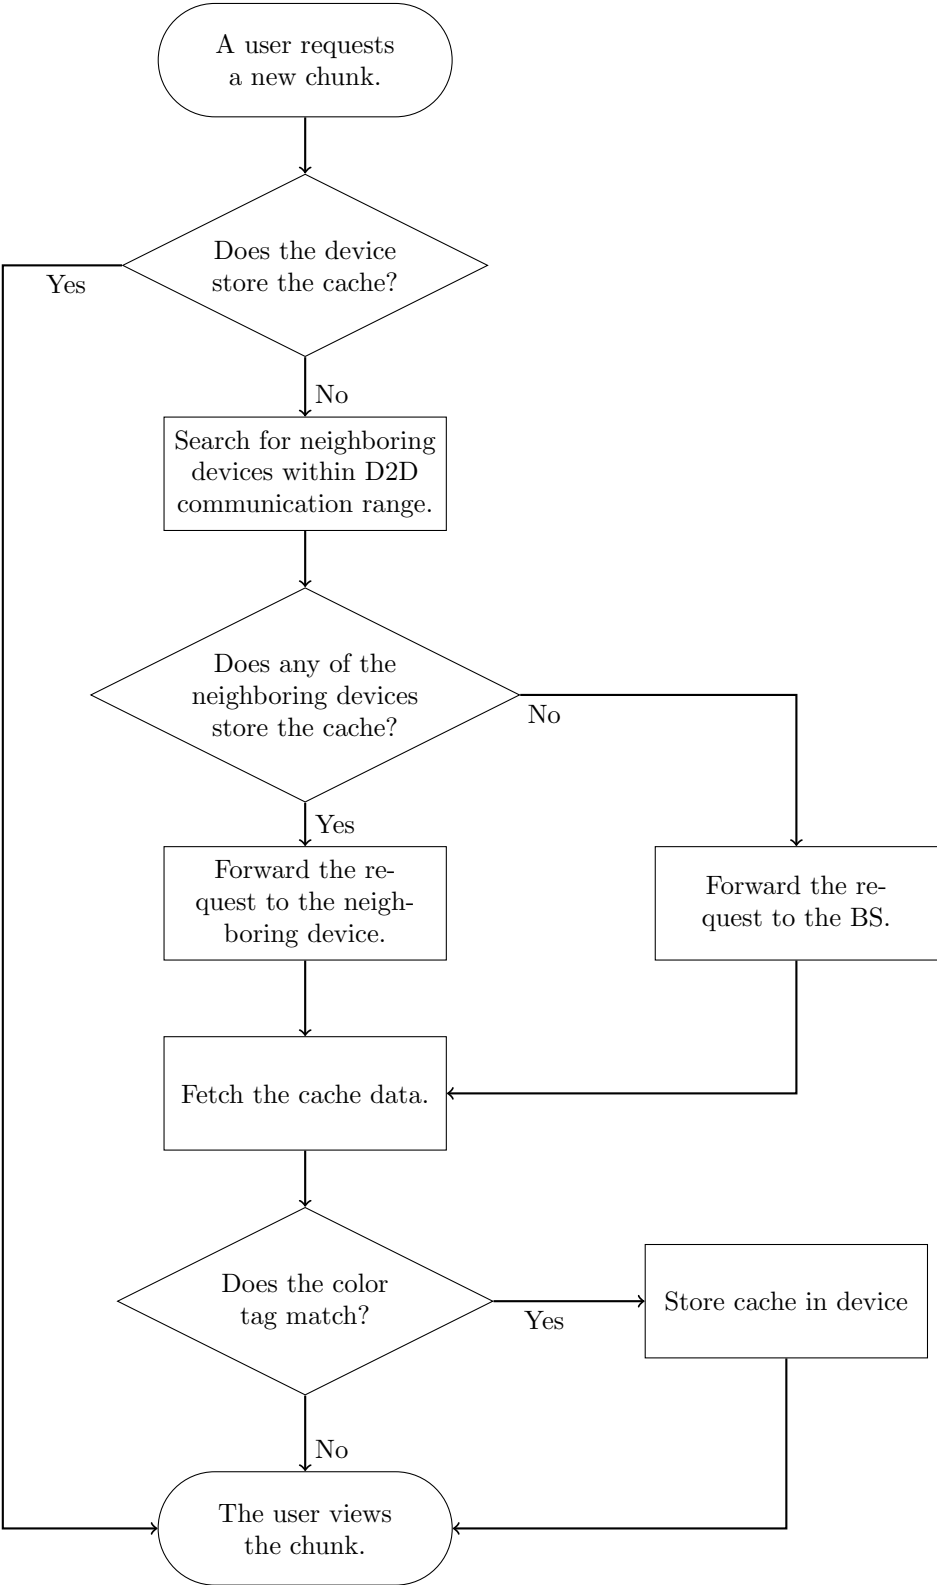 A user requests
a new chunk.
Does the device
store the cache?
Yes
No
Search for neighboring
devices within D2D
communication range.
Does any of the
neighboring devices
store the cache?
No
Yes
Forward the re-
quest to the neigh-
boring device.
Forward the re-
quest to the BS.
Fetch the cache data.
Does the color
tag match?
Yes
Store cache in device
No
The user views
the chunk.